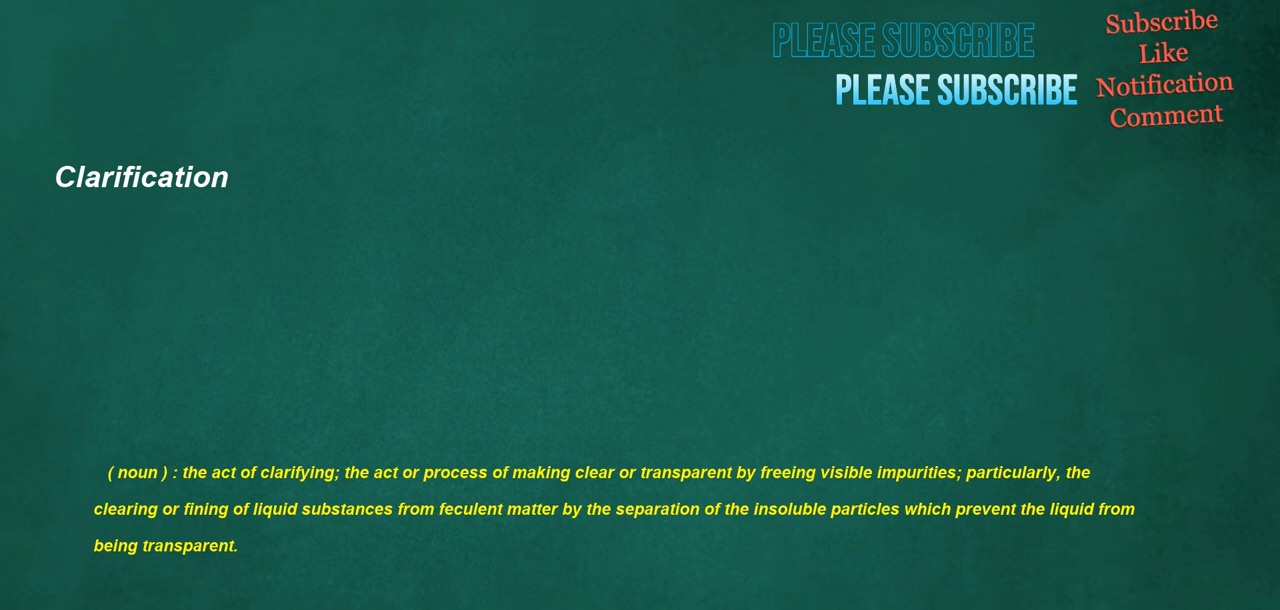 PLEASE SUBSCRIBE
PLEASE SUBSCRIBE
Subscribe
Like
Notification
Comment
Clarification
( noun ) : the act of clarifying; the act or process of making clear or transparent by freeing visible impurities; particularly, the
clearing or fining of liquid substances from feculent matter by the separation of the insoluble particles which prevent the liquid from
being transparent.